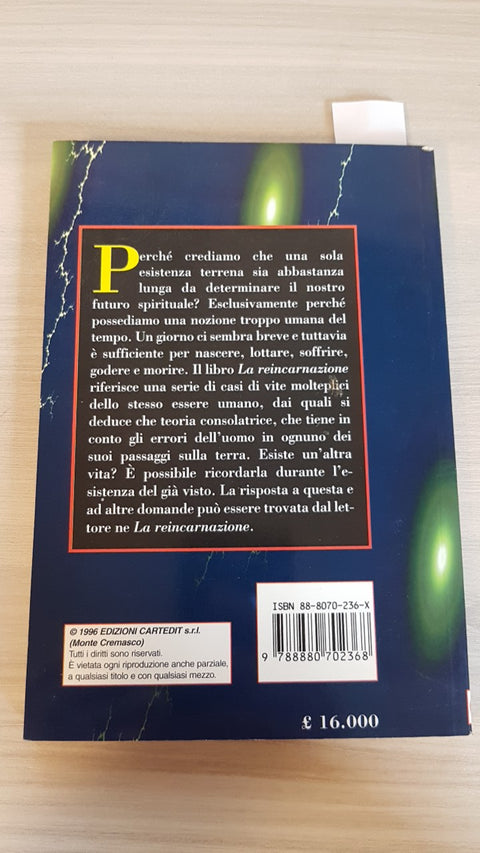 Perché crediamo che una sola
esistenza terrena sia abbastanza
lunga da determinare il nostro
futuro spirituale? Esclusivamente perché
possediamo una nozione troppo umana del
tempo. Un giorno ci sembra breve e tuttavia
è sufficiente per nascere, lottare, soffrire,
godere e morire. Il libro La reincarnazione
riferisce una serie di casi di vite molteplici
dello stesso essere umano, dai quali si
deduce che teoria consolatrice, che tiene in
conto gli errori dell'uomo in ognuno dei
suoi passaggi sulla terra. Esiste un'altra
vita? È possibile ricordarla durante l'e-
sistenza del già visto. La risposta a questa e
ad altre domande può essere trovata dal let-
tore ne La reincarnazione.
© 1996 EDIZIONI CARTEDIT s.r.l.
(Monte Cremasco)
Tutti i diritti sono riservati.
È vietata ogni riproduzione anche parziale,
a qualsiasi titolo e con qualsiasi mezzo.
ISBN 88-8070-236-X
9 788880 702368
£ 16.000